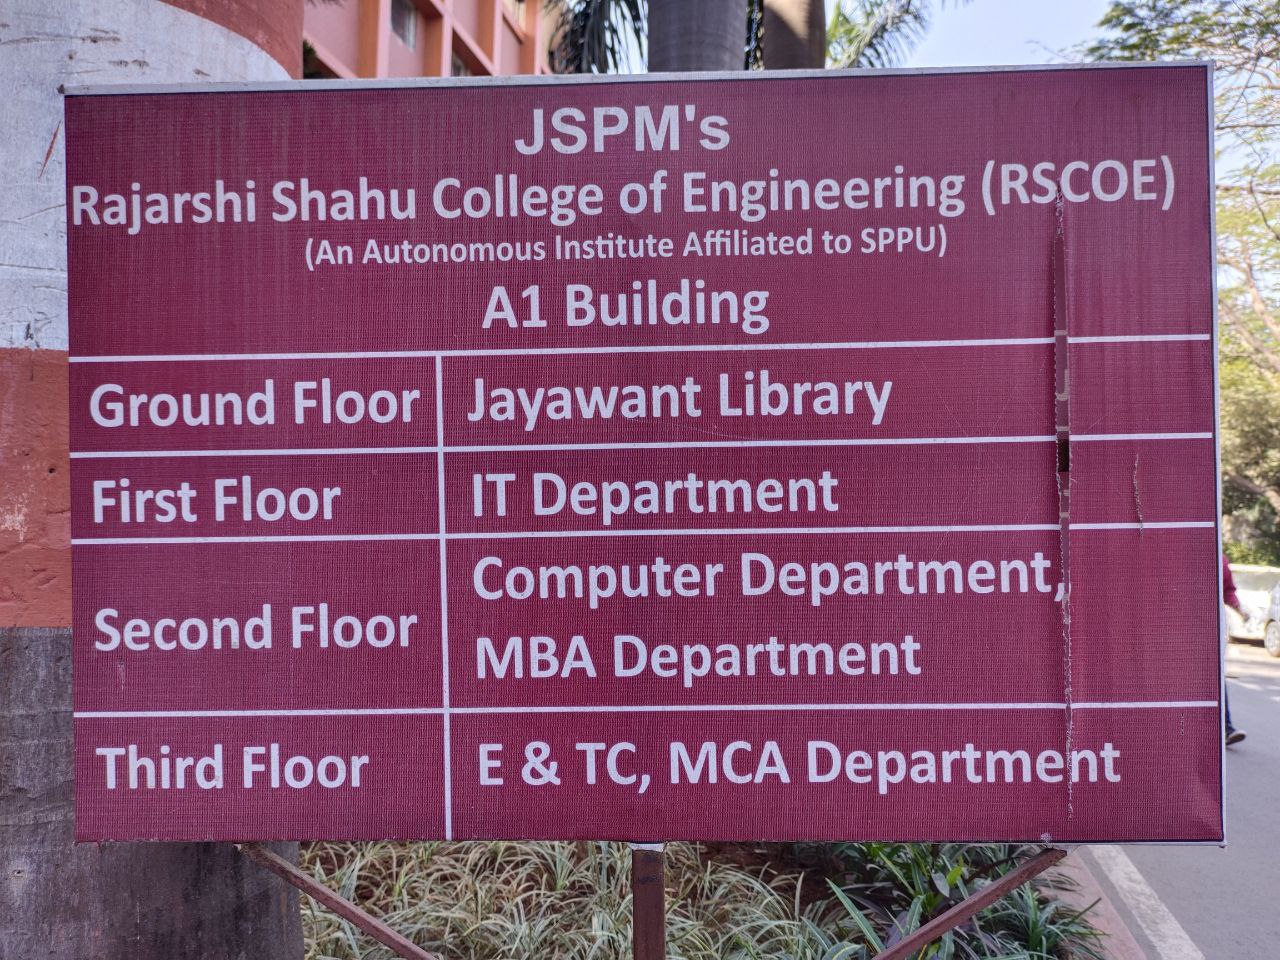 JSPM's
Rajarshi Shahu College of Engineering (RSCOE)
(An Autonomous Institute Affiliated to SPPU)
A1 Building
Ground Floor Jayawant Library
First Floor IT Department
Second Floor Computer Department,
MBA Department
Third Floor E & TC, MCA Department